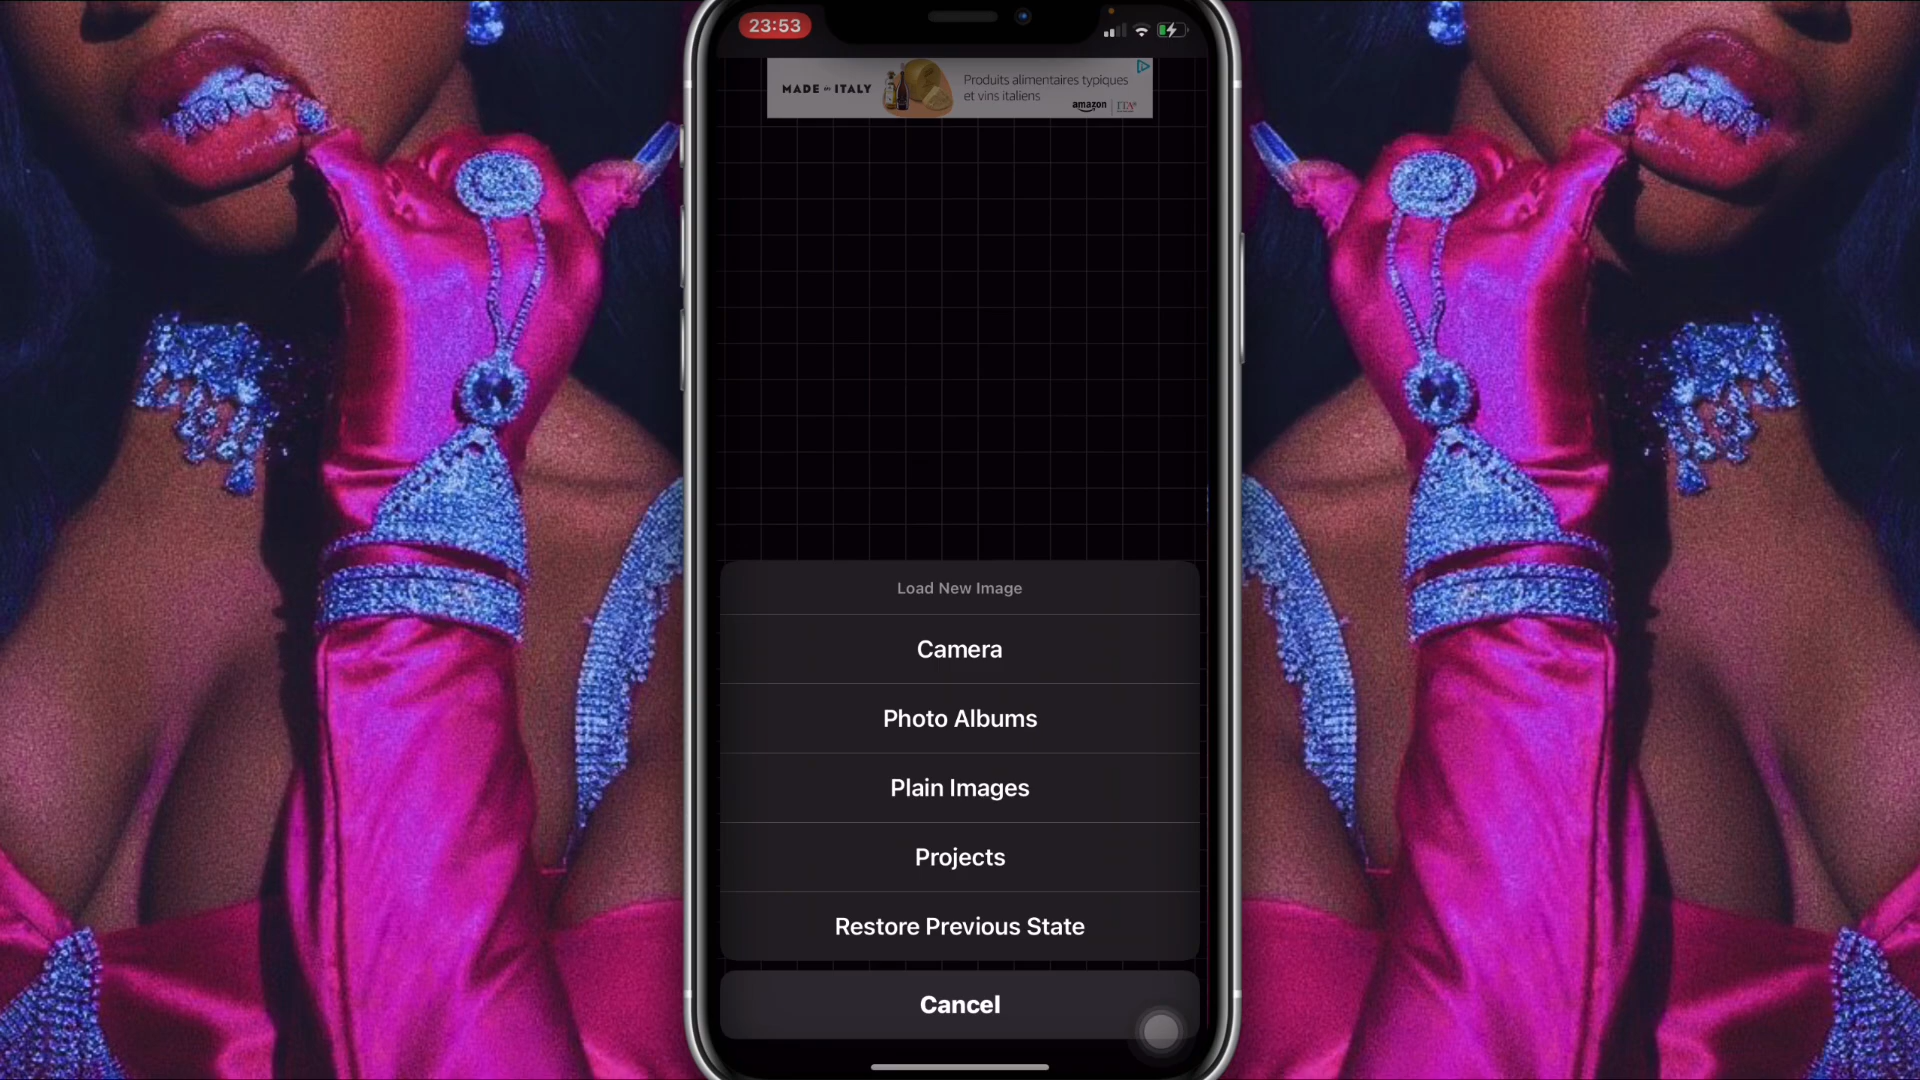 23:53
MADE in ITALY
Produits alimentaires typiques
et vins italiens
amazon ITA®
Load New Image
Camera
Photo Albums
Plain Images
Projects
Restore Previous State
Cancel